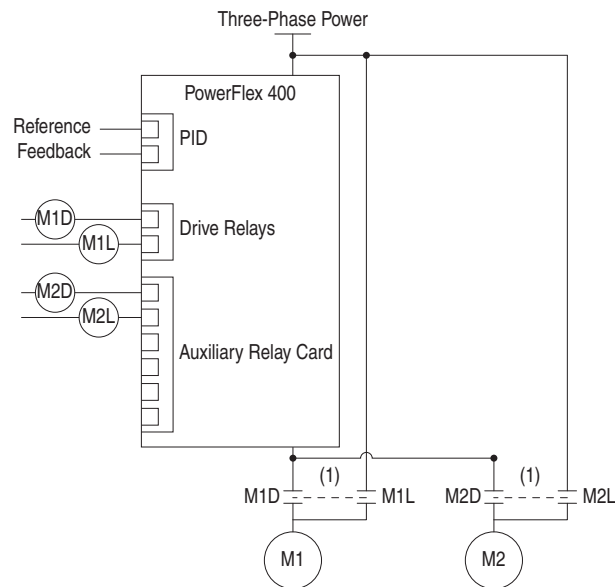 Three-Phase Power
PowerFlex 400
Reference
Feedback
PID
M1D
M1L
Drive Relays
M2D
M2L
Auxiliary Relay Card
M1D
(1)
M1L
M2D
(1)
M2L
M1
M2